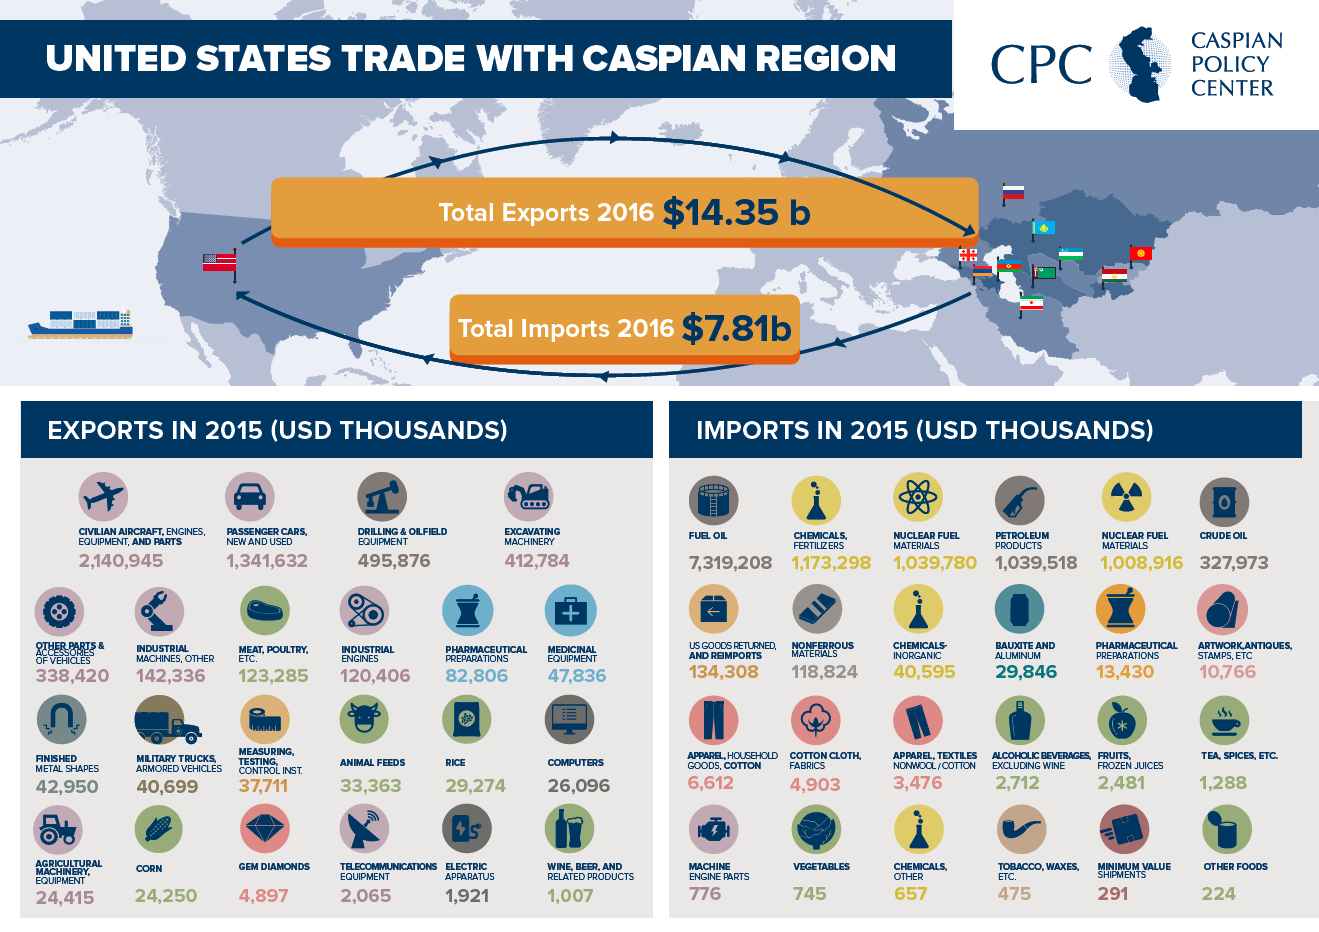 UNITED STATES TRADE WITH CASPIAN REGION
CPC
CASPIAN
POLICY
CENTER
Total Exports 2016 $14.35 b
Total Imports 2016 $7.81b
EXPORTS IN 2015 (USD THOUSANDS)
CIVILIAN AIRCRAFT, ENGINES,
EQUIPMENT, AND PARTS
2,140,945
PASSENGER CARS,
NEW AND USED
1,341,632
DRILLING & OILFIELD
EQUIPMENT
495,876
EXCAVATING
MACHINERY
412,784
OTHER PARTS &
ACCESSORIES
OF VEHICLES
338,420
INDUSTRIAL
MACHINES, OTHER
142,336
MEAT, POULTRY,
ETC.
123,285
INDUSTRIAL
ENGINES
120,406
PHARMACEUTICAL
PREPARATIONS
82,806
MEDICINAL
EQUIPMENT
47,836
FINISHED
METAL SHAPES
42,950
MILITARY TRUCKS,
ARMORED VEHICLES
40,699
MEASURING,
TESTING,
CONTROL INST.
37,711
ANIMAL FEEDS
33,363
RICE
29,274
COMPUTERS
26,096
AGRICULTURAL
MACHINERY,
EQUIPMENT
24,415
CORN
24,250
GEM DIAMONDS
4,897
TELECOMMUNICATIONS
EQUIPMENT
2,065
ELECTRIC
APPARATUS
1,921
WINE, BEER, AND
RELATED PRODUCTS
1,007
IMPORTS IN 2015 (USD THOUSANDS)
FUEL OIL
7,319,208
CHEMICALS,
FERTILIZERS
1,173,298
NUCLEAR FUEL
MATERIALS
1,039,780
PETROLEUM
PRODUCTS
1,039,518
NUCLEAR FUEL
MATERIALS
1,008,916
CRUDE OIL
327,973
US GOODS RETURNED,
AND REIMPORTS
134,308
NONFERROUS
MATERIALS
118,824
CHEMICALS-
INORGANIC
40,595
BAUXITE AND
ALUMINUM
29,846
PHARMACEUTICAL
PREPARATIONS
13,430
ARTWORK,ANTIQUES,
STAMPS, ETC
10,766
APPAREL, HOUSEHOLD
GOODS, COTTON
6,612
COTTON CLOTH,
FABRICS
4,903
APPAREL, TEXTILES
NONWOOL/COTTON
3,476
ALCOHOLIC BEVERAGES,
EXCLUDING WINE
2,712
FRUITS,
FROZEN JUICES
2,481
TEA, SPICES, ETC.
1,288
MACHINE
ENGINE PARTS
776
VEGETABLES
745
CHEMICALS,
OTHER
657
TOBACCO, WAXES,
ETC.
475
MINIMUM VALUE
SHIPMENTS
291
OTHER FOODS
224